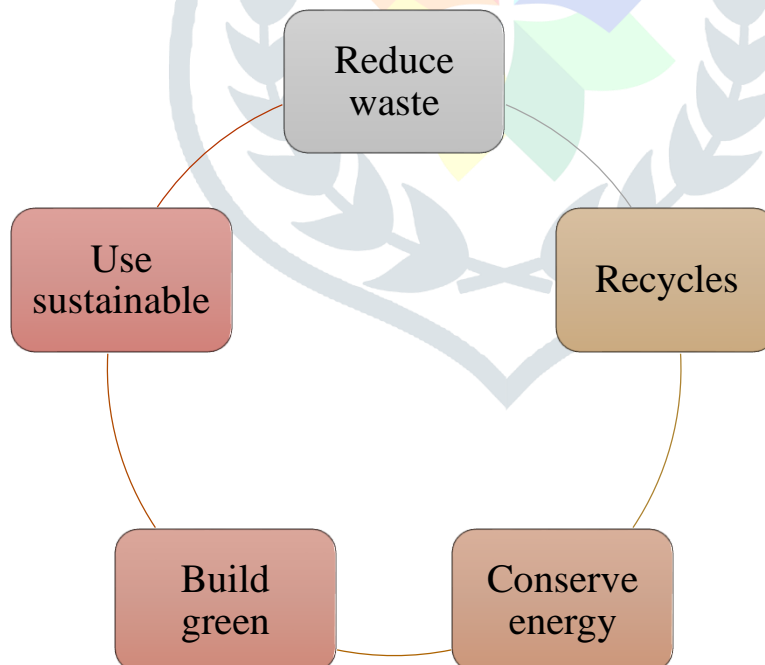 Reduce
waste
Recycles
Conserve
energy
Build
green
Use
sustainable